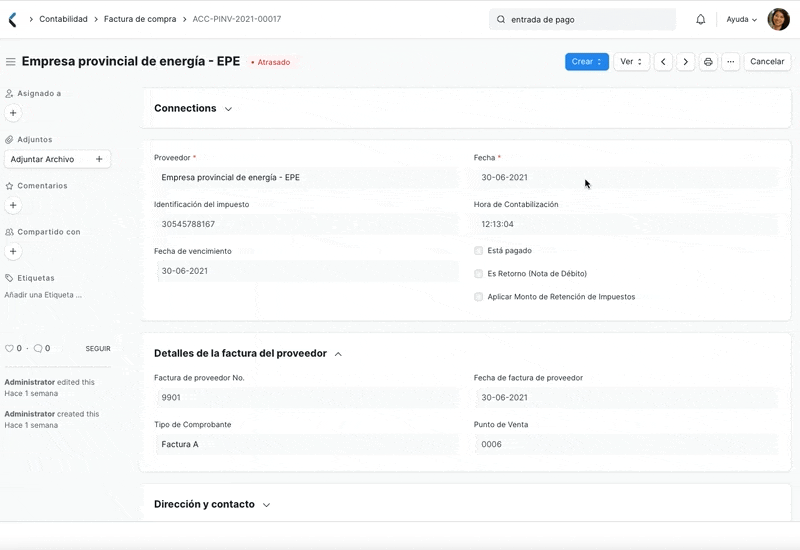 Contabilidad
Factura de compra
ACC-PINV-2021-00017
entrada de pago
Ayuda
Empresa provincial de energía - EPE
Atrasado
Crear
Ver
Cancelar
Asignado a
Adjuntos
Adjuntar Archivo
Comentarios
Compartido con
Etiquetas
Añadir una Etiqueta ...
0 · 0
SEGUIR
Administrator edited this
Hace 1 semana
Administrator created this
Hace 1 semana
Connections
Proveedor *
Empresa provincial de energía - EPE
Fecha *
30-06-2021
Identificación del impuesto
30545788167
Hora de Contabilización
12:13:04
Fecha de vencimiento
30-06-2021
Está pagado
Es Retorno (Nota de Débito)
Aplicar Monto de Retención de Impuestos
Detalles de la factura del proveedor
Factura de proveedor No.
9901
Fecha de factura de proveedor
30-06-2021
Tipo de Comprobante
Factura A
Punto de Venta
0006
Dirección y contacto